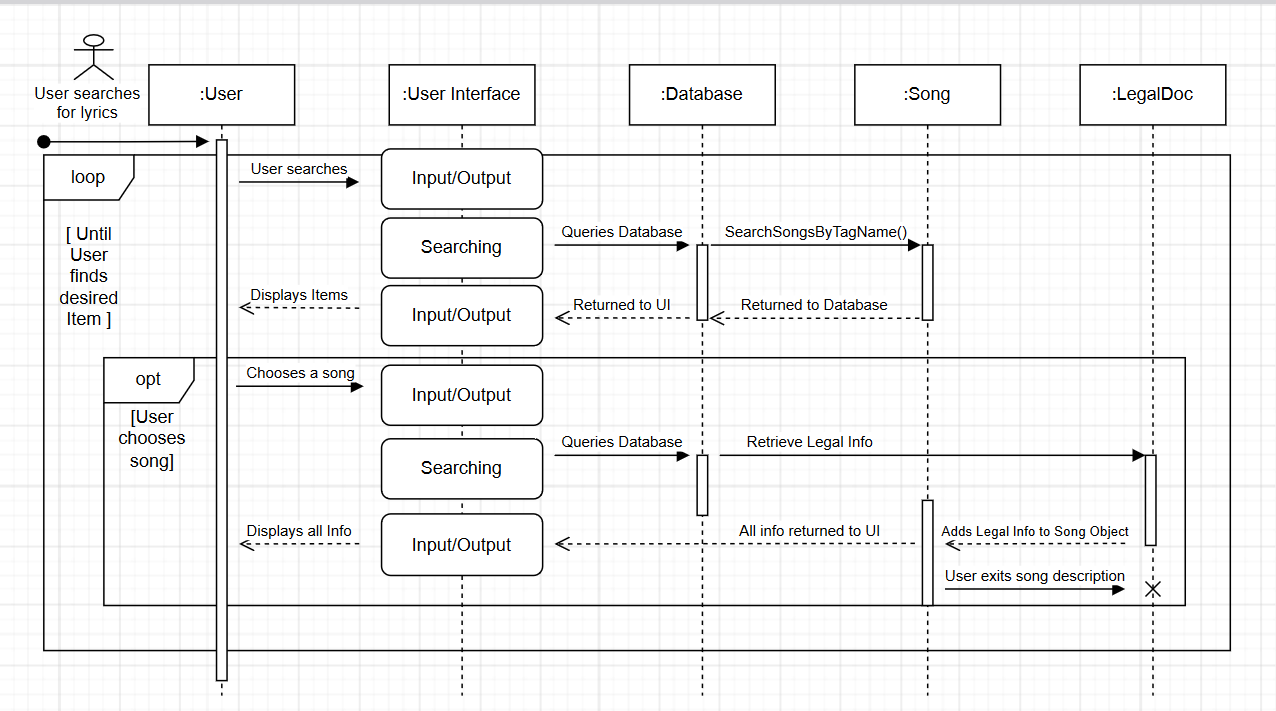 User searches
for lyrics
:User
:User Interface
:Database
:Song
:LegalDoc
loop
User searches
Input/Output
[ Until
User
finds
desired
Item ]
Searching
Queries Database
SearchSongsByTagName()
Displays Items
Input/Output
Returned to UI
Returned to Database
opt
Chooses a song
Input/Output
[User
chooses
song]
Searching
Queries Database
Retrieve Legal Info
Displays all Info
Input/Output
All info returned to UI
Adds Legal Info to Song Object
User exits song description